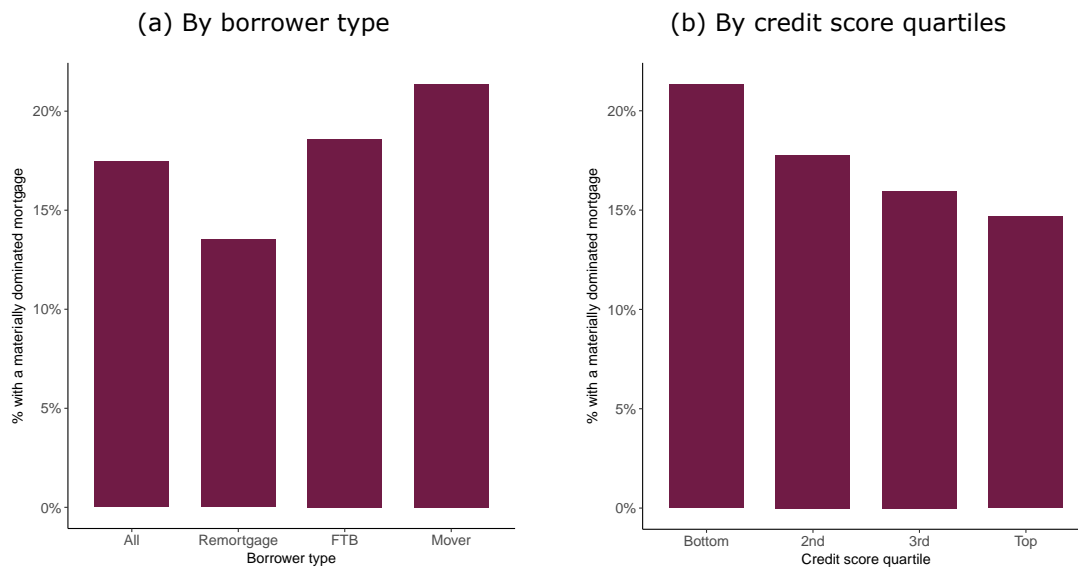 (a) By borrower type
% with a materially dominated mortgage
20%
15%
10%
5%
0%
All Remortgage FTB Mover
Borrower type
(b) By credit score quartiles
% with a materially dominated mortgage
20%
15%
10%
5%
0%
Bottom 2nd 3rd Top
Credit score quartile